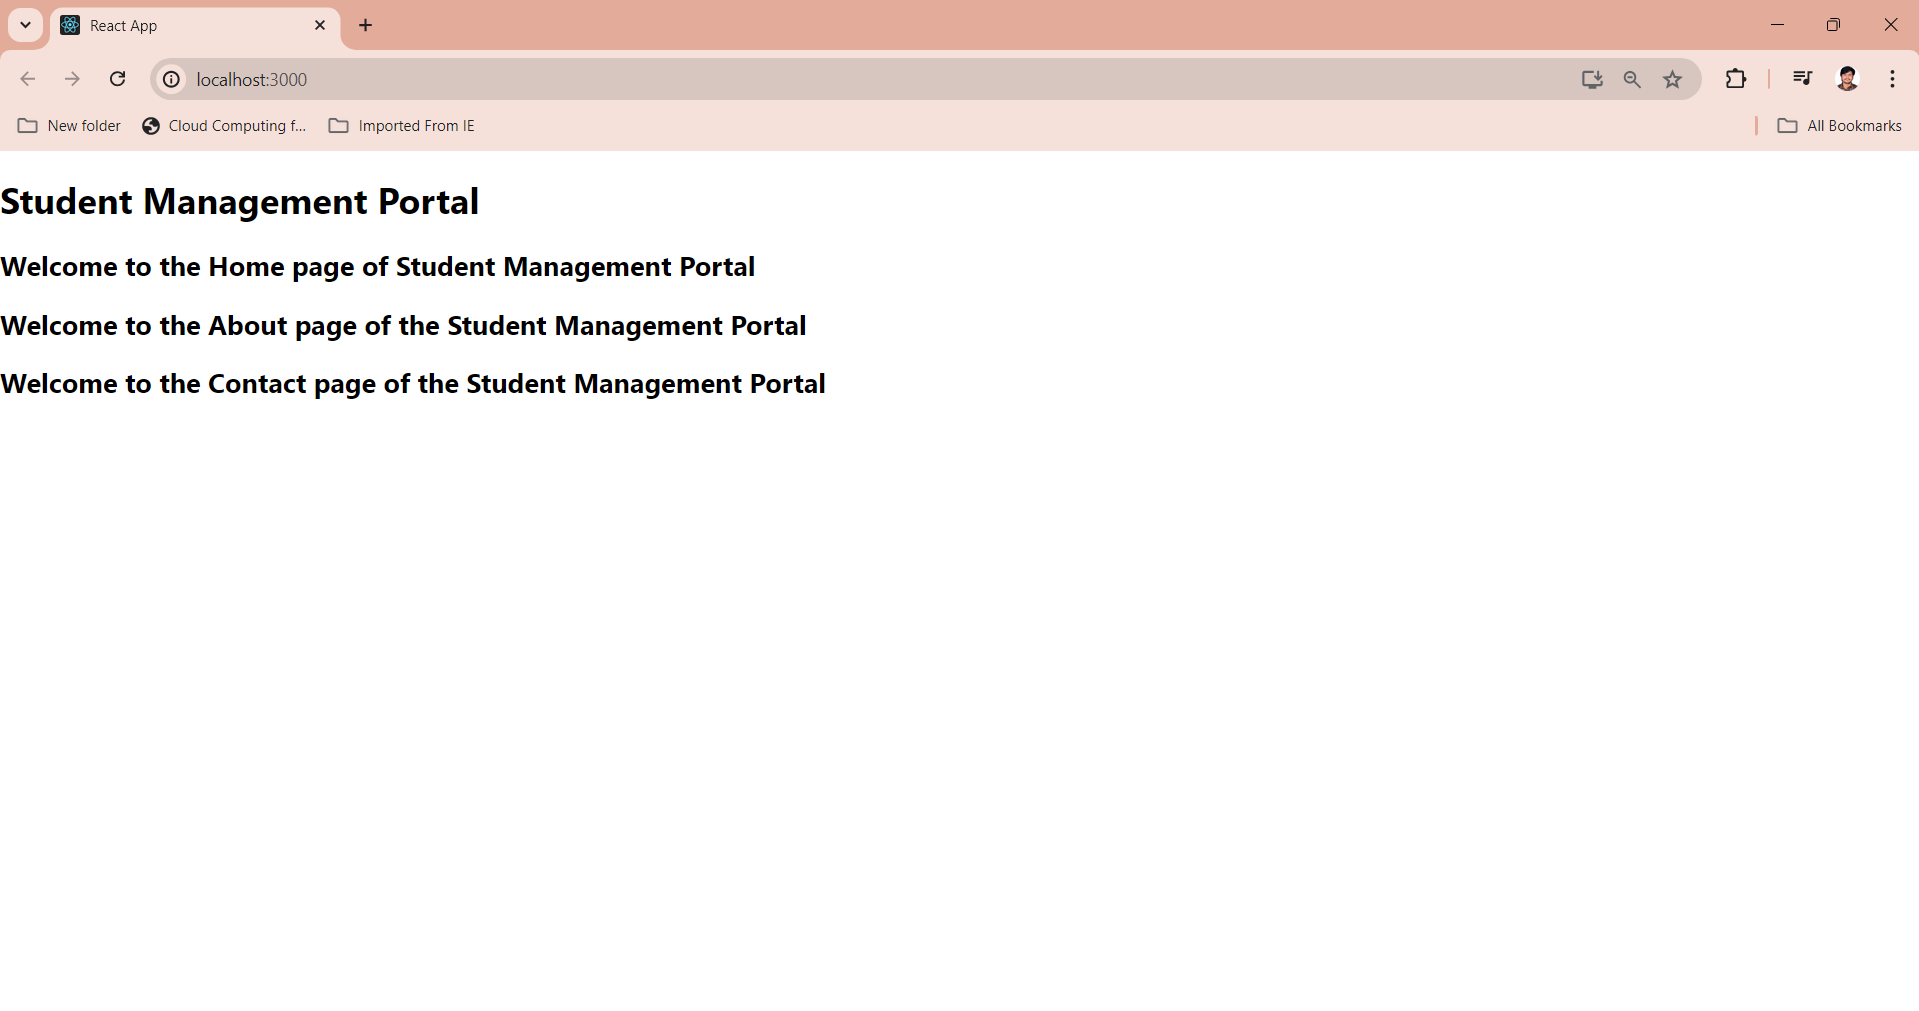 React App
localhost:3000
New folder
Cloud Computing f...
Imported From IE
All Bookmarks
Student Management Portal
Welcome to the Home page of Student Management Portal
Welcome to the About page of the Student Management Portal
Welcome to the Contact page of the Student Management Portal